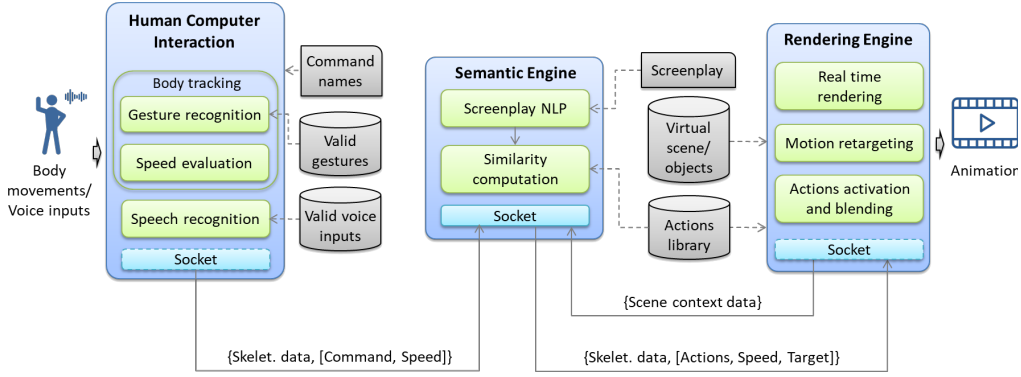 Human Computer
Interaction
Body tracking
Gesture recognition
Speed evaluation
Speech recognition
Socket
Body
movements/
Voice inputs
Command
names
Valid
gestures
Valid voice
inputs
Semantic Engine
Screenplay NLP
Similarity
computation
Socket
Screenplay
Virtual
scene/
objects
Actions
library
Rendering Engine
Real time
rendering
Motion retargeting
Actions activation
and blending
Socket
Animation
{Scene context data}
{Skelet. data, [Command, Speed]}
{Skelet. data, [Actions, Speed, Target]}